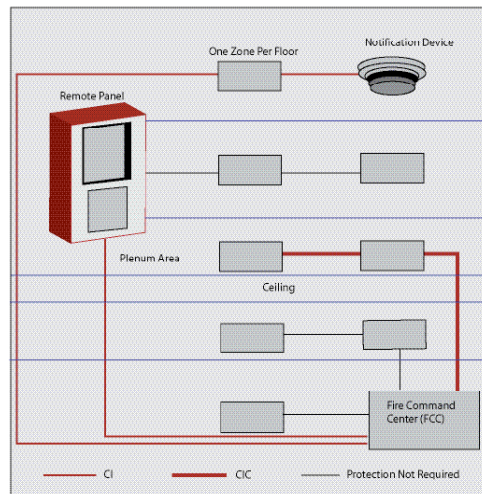 Notification Device
One Zone Per Floor
Remote Panel
Plenum Area
Ceiling
Fire Command
Center (FCC)
CI
CIC
Protection Not Required